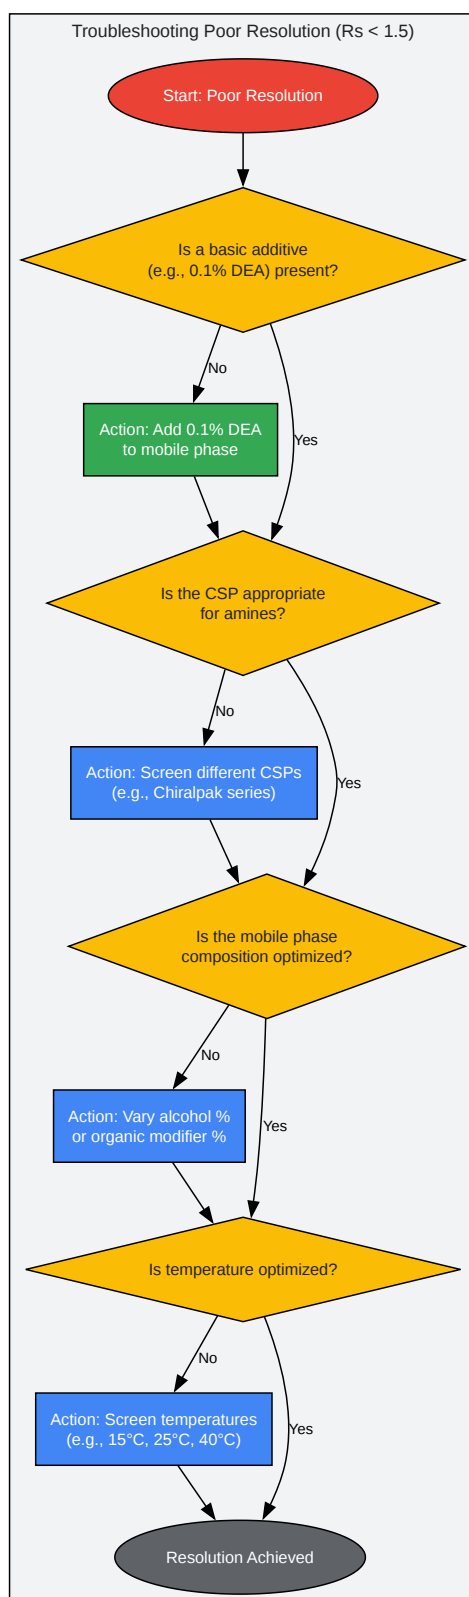 Troubleshooting Poor Resolution (Rs < 1.5)
Start: Poor Resolution
Is a basic additive
(e.g., 0.1% DEA) present?
No
Yes
Action: Add 0.1% DEA
to mobile phase
Is the CSP appropriate
for amines?
No
Yes
Action: Screen different CSPs
(e.g., Chiralpak series)
Is the mobile phase
composition optimized?
No
Yes
Action: Vary alcohol %
or organic modifier %
Is temperature optimized?
No
Yes
Action: Screen temperatures
(e.g., 15°C, 25°C, 40°C)
Resolution Achieved